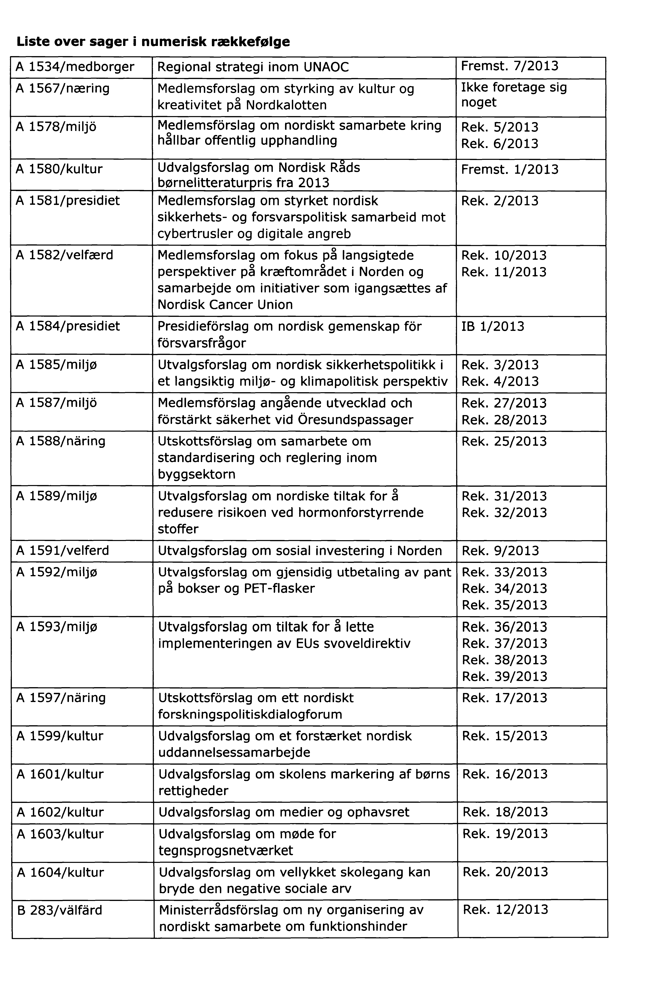 Liste over sager i numerisk rækkefølge
A 1534/medborger
Regional strategi inom UNAOC
Fremst. 7/2013
A 1567/næring
Medlemsforslag om styrking av kultur og
kreativitet på Nordkalotten
Ikke foretage sig
noget
A 1578/miljö
Medlemsförslag om nordiskt samarbete kring
hållbar offentlig upphandling
Rek. 5/2013
Rek. 6/2013
A 1580/kultur
Udvalgsforslag om Nordisk Råds
børnelitteraturpris fra 2013
Fremst. 1/2013
A 1581/presidiet
Medlemsforslag om styrket nordisk
sikkerhets- og forsvarspolitisk samarbeid mot
cybertrusler og digitale angreb
Rek. 2/2013
A 1582/velfærd
Medlemsforslag om fokus på langsigtede
perspektiver på kræftområdet i Norden og
samarbejde om initiativer som igangsættes af
Nordisk Cancer Union
Rek. 10/2013
Rek. 11/2013
A 1584/presidiet
Presidieförslag om nordisk gemenskap för
försvarsfrågor
IB 1/2013
A 1585/miljø
Utvalgsforslag om nordisk sikkerhetspolitikk i
et langsiktig miljø- og klimapolitisk perspektiv
Rek. 3/2013
Rek. 4/2013
A 1587/miljö
Medlemsförslag angående utvecklad och
förstärkt säkerhet vid Öresundspassager
Rek. 27/2013
Rek. 28/2013
A 1588/näring
Utskottsförslag om samarbete om
standardisering och reglering inom
byggsektorn
Rek. 25/2013
A 1589/miljø
Utvalgsforslag om nordiske tiltak for å
redusere risikoen ved hormonforstyrrende
stoffer
Rek. 31/2013
Rek. 32/2013
A 1591/velferd
Utvalgsforslag om sosial investering i Norden
Rek. 9/2013
A 1592/miljø
Utvalgsforslag om gjensidig utbetaling av pant
på bokser og PET-flasker
Rek. 33/2013
Rek. 34/2013
Rek. 35/2013
A 1593/miljø
Utvalgsforslag om tiltak for å lette
implementeringen av EUs svoveldirektiv
Rek. 36/2013
Rek. 37/2013
Rek. 38/2013
Rek. 39/2013
A 1597/näring
Utskottsförslag om ett nordiskt
forskningspolitiskdialogforum
Rek. 17/2013
A 1599/kultur
Udvalgsforslag om et forstærket nordisk
uddannelsessamarbejde
Rek. 15/2013
A 1601/kultur
Udvalgsforslag om skolens markering af børns
rettigheder
Rek. 16/2013
A 1602/kultur
Udvalgsforslag om medier og ophavsret
Rek. 18/2013
A 1603/kultur
Udvalgsforslag om møde for
tegnsprogsnetværket
Rek. 19/2013
A 1604/kultur
Udvalgsforslag om vellykket skolegang kan
bryde den negative sociale arv
Rek. 20/2013
B 283/välfärd
Ministerrådsförslag om ny organisering av
nordiskt samarbete om funktionshinder
Rek. 12/2013